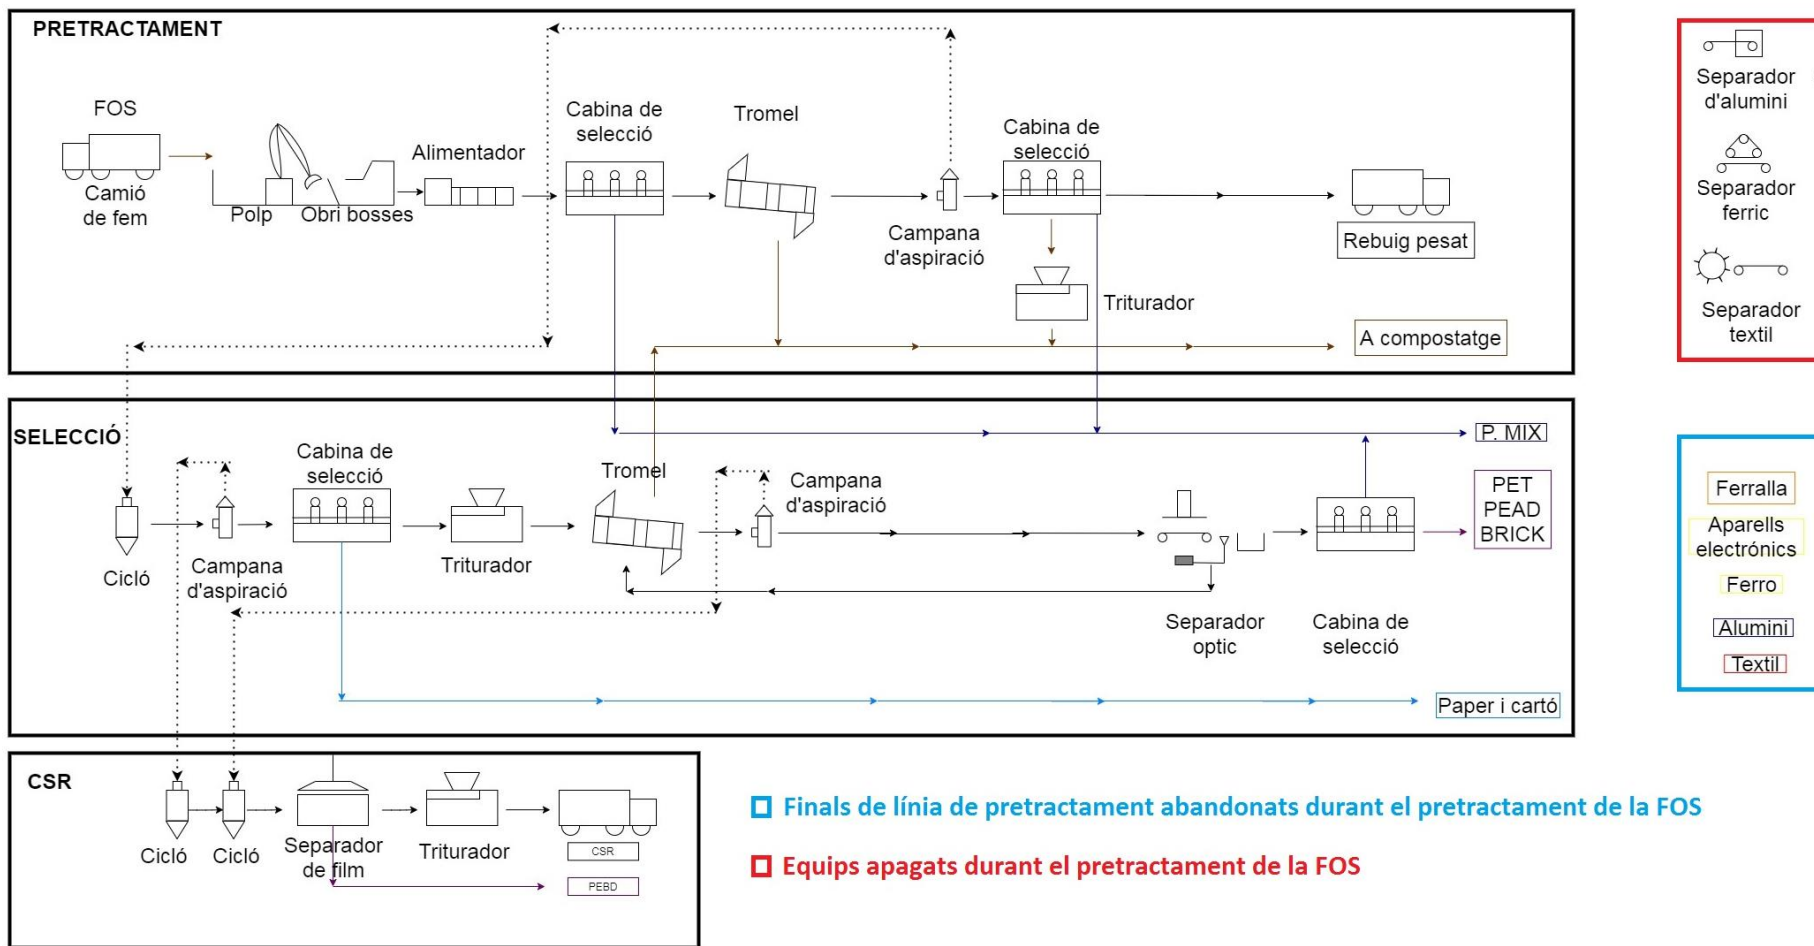 PRETRACTAMENT
FOS
Camió
de fem
Polp
Obri bosses
Alimentador
Cabina de
selecció
Tromel
Campana
d'aspiració
Cabina de
selecció
Triturador
Rebuig pesat
A compostatge
SELECCIÓ
Cicló
Campana
d'aspiració
Cabina de
selecció
Triturador
Tromel
Campana
d'aspiració
Separador
optic
Cabina de
selecció
P. MIX
PET
PEAD
BRICK
Paper i cartó
CSR
Cicló
Cicló
Separador
de film
Triturador
CSR
PEBD
Separador
d'alumini
Separador
ferric
Separador
textil
Ferralla
Aparells
electrónics
Ferro
Alumini
Textil
Finals de línia de pretractament abandonats durant el pretractament de la FOS
Equips apagats durant el pretractament de la FOS